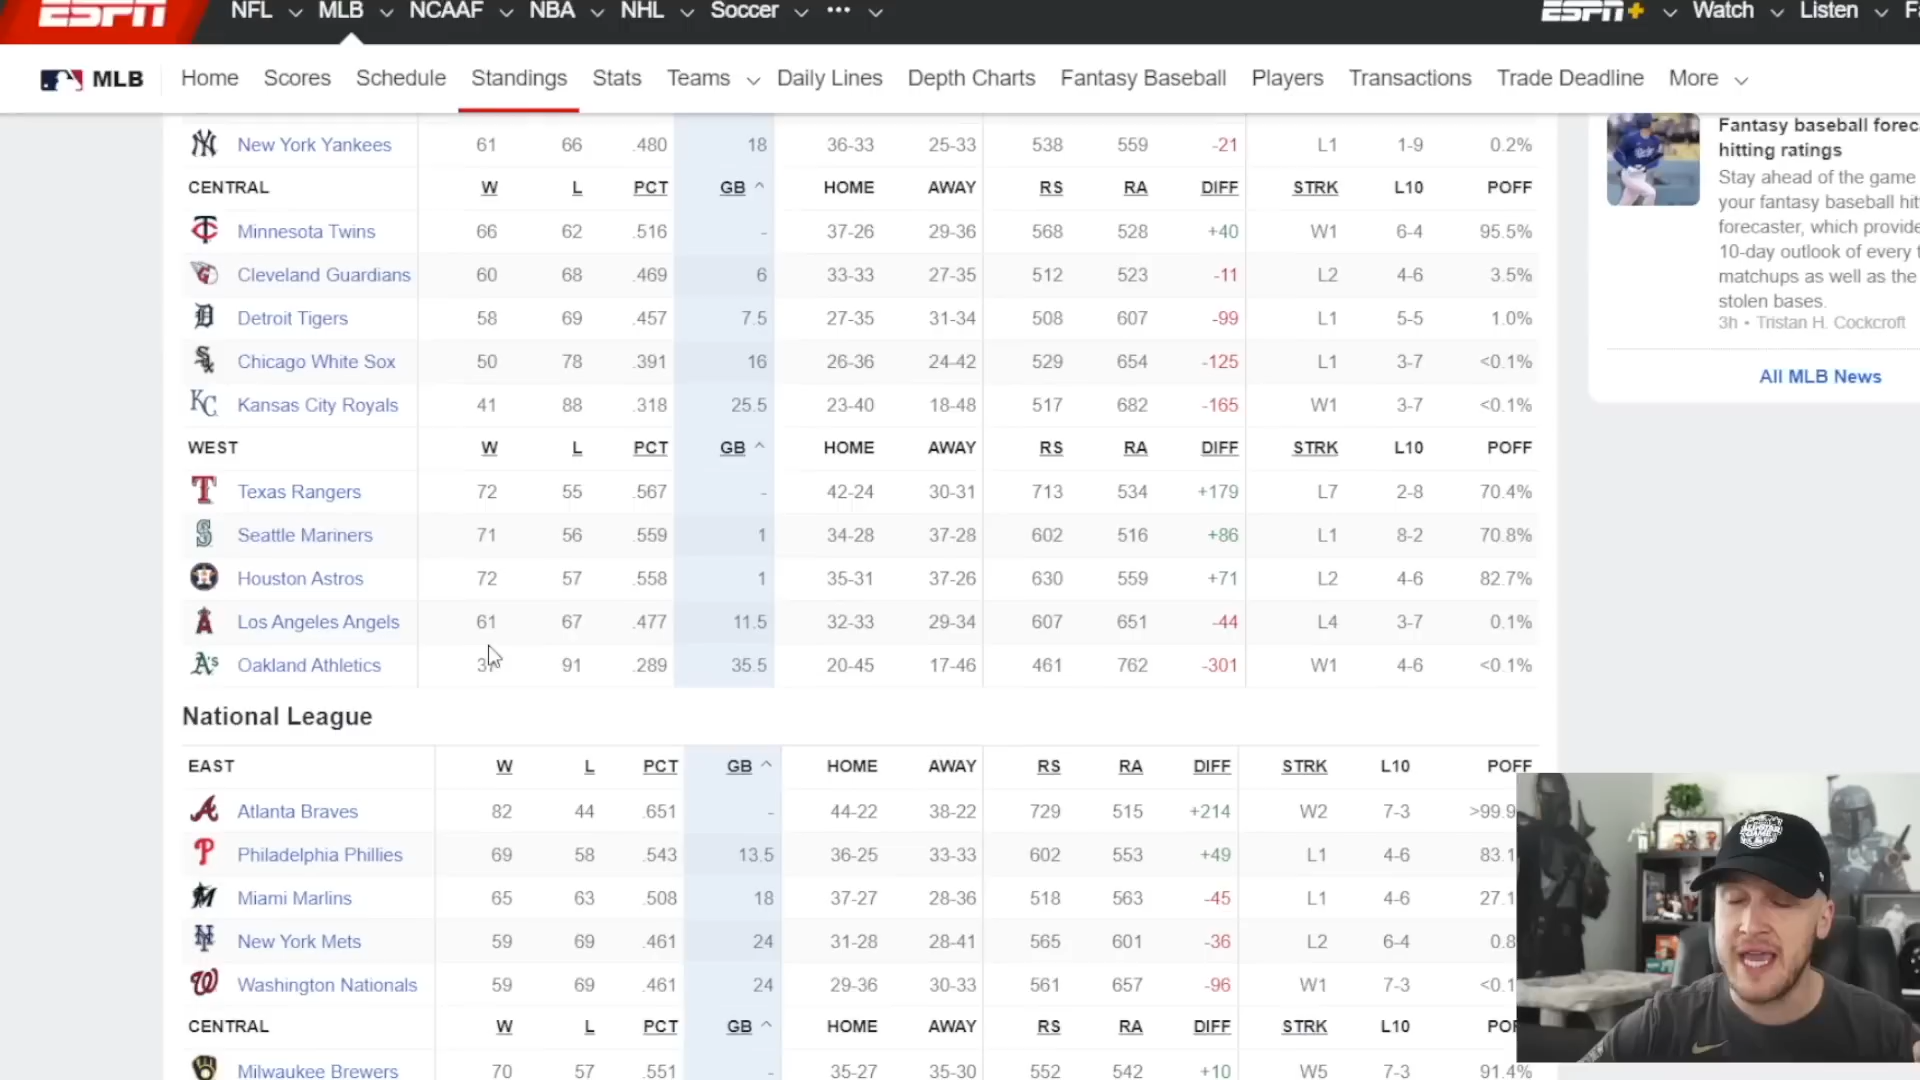 ESPN NFL MLB NCAAF NBA NHL Soccer ••• ESPN+ Watch Listen
MLB Home Scores Schedule Standings Stats Teams Daily Lines Depth Charts Fantasy Baseball Players Transactions Trade Deadline More
New York Yankees 61 66 .480 18 36-33 25-33 538 559 -21 L1 1-9 0.2%
CENTRAL W L PCT GB HOME AWAY RS RA DIFF STRK L10 POFF
Minnesota Twins 66 62 .516 - 37-26 29-36 568 528 +40 W1 6-4 95.5%
Cleveland Guardians 60 68 .469 6 33-33 27-35 512 523 -11 L2 4-6 3.5%
Detroit Tigers 58 69 .457 7.5 27-35 31-34 508 607 -99 L1 5-5 1.0%
Chicago White Sox 50 78 .391 16 26-36 24-42 529 654 -125 L1 3-7 <0.1%
Kansas City Royals 41 88 .318 25.5 23-40 18-48 517 682 -165 W1 3-7 <0.1%
WEST W L PCT GB HOME AWAY RS RA DIFF STRK L10 POFF
Texas Rangers 72 55 .567 - 42-24 30-31 713 534 +179 L7 2-8 70.4%
Seattle Mariners 71 56 .559 1 34-28 37-28 602 516 +86 L1 8-2 70.8%
Houston Astros 72 57 .558 1 35-31 37-26 630 559 +71 L2 4-6 82.7%
Los Angeles Angels 61 67 .477 11.5 32-33 29-34 607 651 -44 L4 3-7 0.1%
Oakland Athletics 91 .289 35.5 20-45 17-46 461 762 -301 W1 4-6 <0.1%
National League
EAST W L PCT GB HOME AWAY RS RA DIFF STRK L10 POFF
Atlanta Braves 82 44 .651 - 44-22 38-22 729 515 +214 W2 7-3 >99.9
Philadelphia Phillies 69 58 .543 13.5 36-25 33-33 602 553 +49 L1 4-6 83.1
Miami Marlins 65 63 .508 18 37-27 28-36 518 563 -45 L1 4-6 27.1
New York Mets 59 69 .461 24 31-28 28-41 565 601 -36 L2 6-4 0.8
Washington Nationals 59 69 .461 24 29-36 30-33 561 657 -96 W1 7-3 <0.1
CENTRAL W L PCT GB HOME AWAY RS RA DIFF STRK L10 POF
Milwaukee Brewers 70 57 .551 - 35-27 35-30 552 542 +10 W5 7-3 91.4%
Fantasy baseball forec
hitting ratings
Stay ahead of the game
your fantasy baseball hit
forecaster, which provide
10-day outlook of every t
matchups as well as the
stolen bases.
3h • Tristan H. Cockcroft
All MLB News